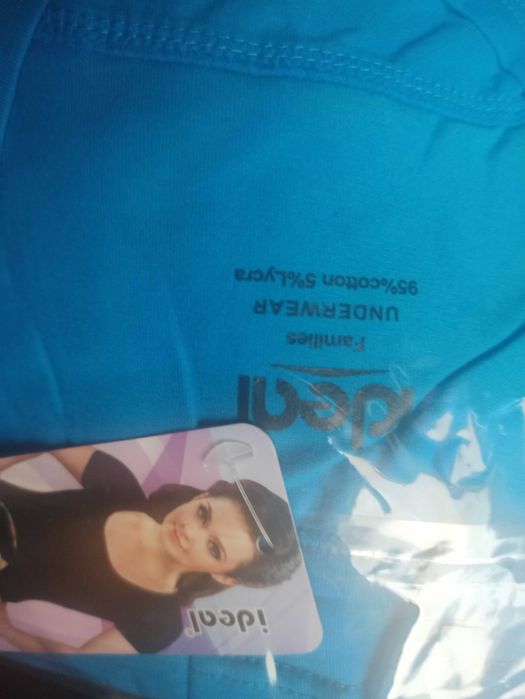 ideal
Families
UNDERWEAR
95%cotton 5%Lycra
ideal